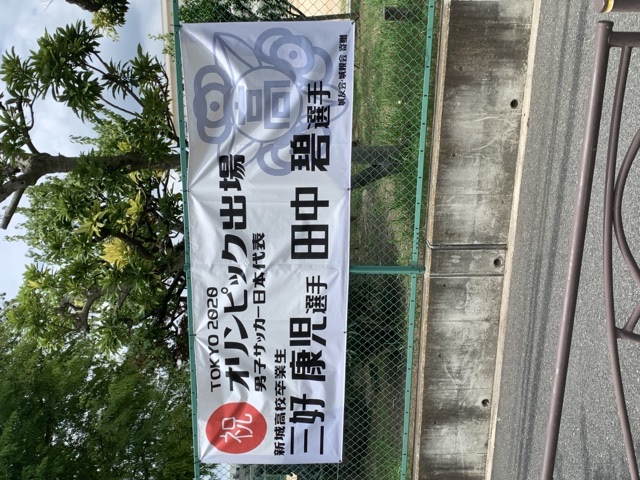 祝
TOKYO 2020
オリンピック出場
男子サッカー日本代表
新城高校卒業生
三好 康児選手 田中 碧選手
高